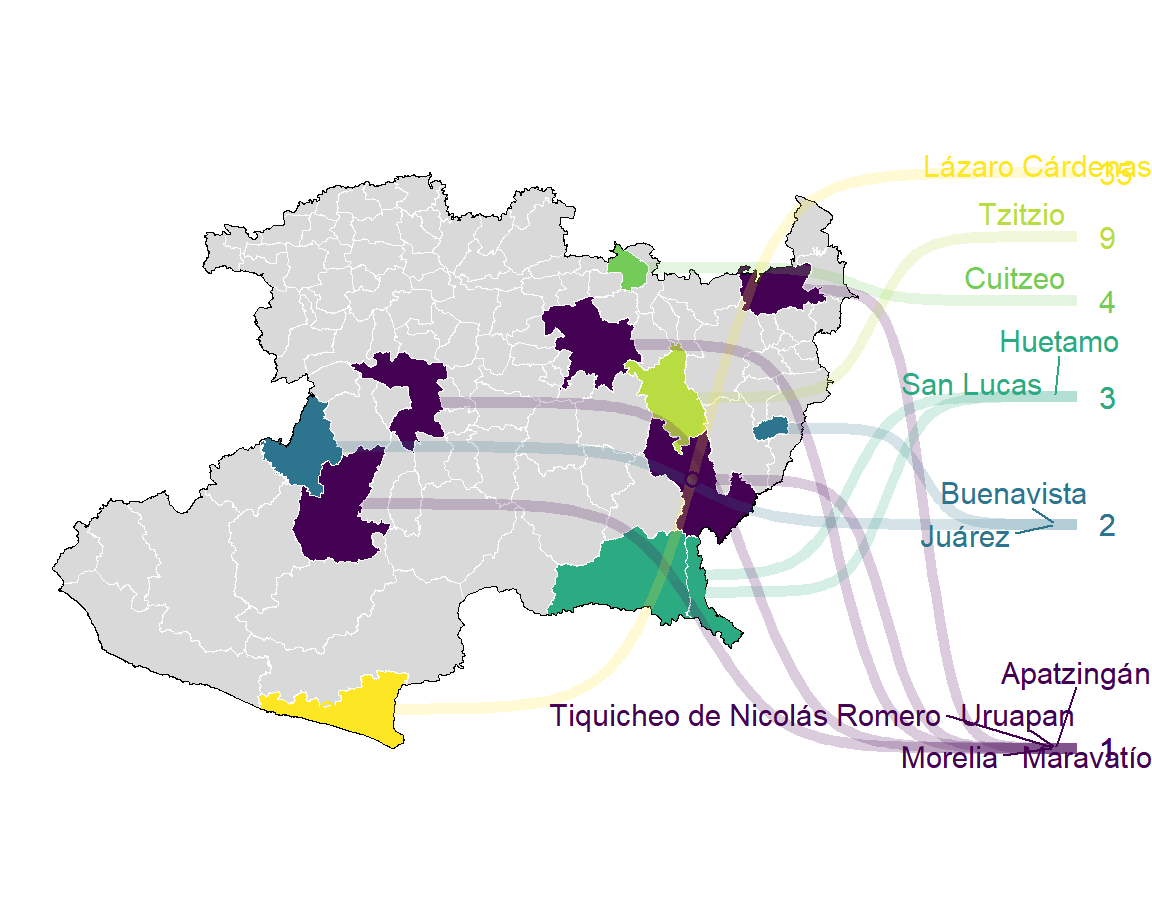 Lázaro Cárdenas 35
Tzitzio 9
Cuitzeo 4
Huetamo
San Lucas 3
Buenavista
Juárez 2
Apatzingán
Tiquicheo de Nicolás Romero Uruapan
Morelia Maravatío 1